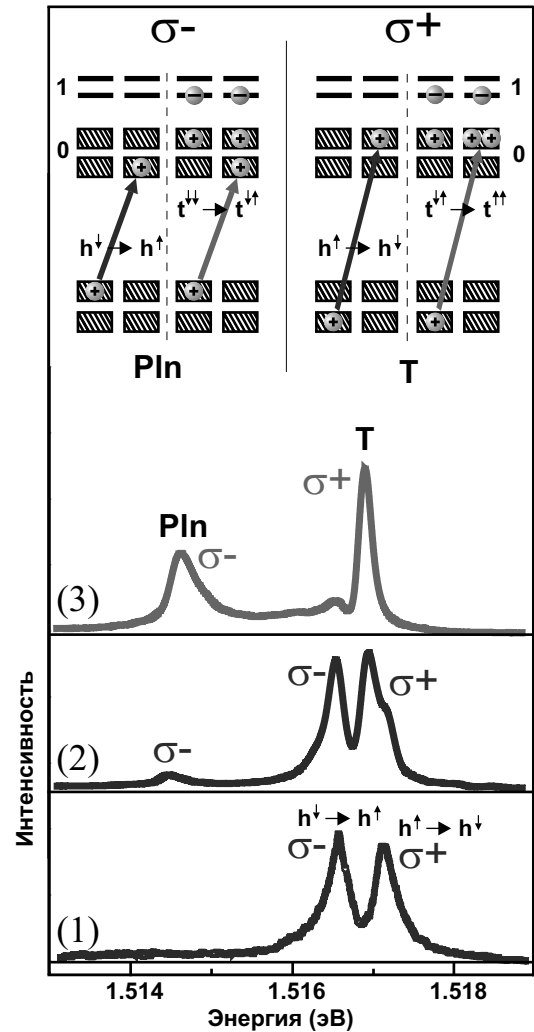 σ- σ+
1 1
0 0
h↓→h↑ t↓↓→t↓↑ h↑→h↓ t↓↑→t↑↑
Pln T
T
σ+
Pln
σ-
(3)
σ- σ+
σ-
(2)
h↓→h↑ h↑→h↓
σ- σ+
(1)
Интенсивность
1.514 1.516 1.518
Энергия (эВ)